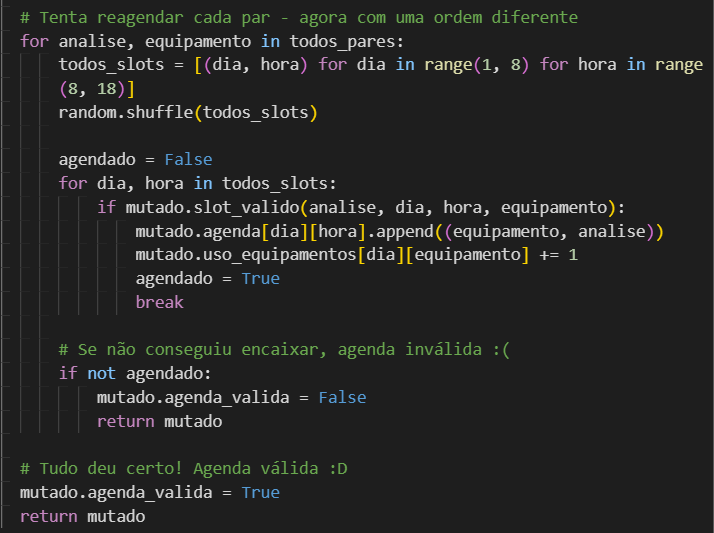 # Tenta reagendar cada par - agora com uma ordem diferente
for analise, equipamento in todos_pares:
todos_slots = [(dia, hora) for dia in range(1, 8) for hora in range
(8, 18)]
random.shuffle(todos_slots)
agendado = False
for dia, hora in todos_slots:
if mutado.slot_valido(analise, dia, hora, equipamento):
mutado.agenda[dia][hora].append((equipamento, analise))
mutado.uso_equipamentos[dia][equipamento] += 1
agendado = True
break
# Se não conseguiu encaixar, agenda inválida :(
if not agendado:
mutado.agenda_valida = False
return mutado
# Tudo deu certo! Agenda válida :D
mutado.agenda_valida = True
return mutado